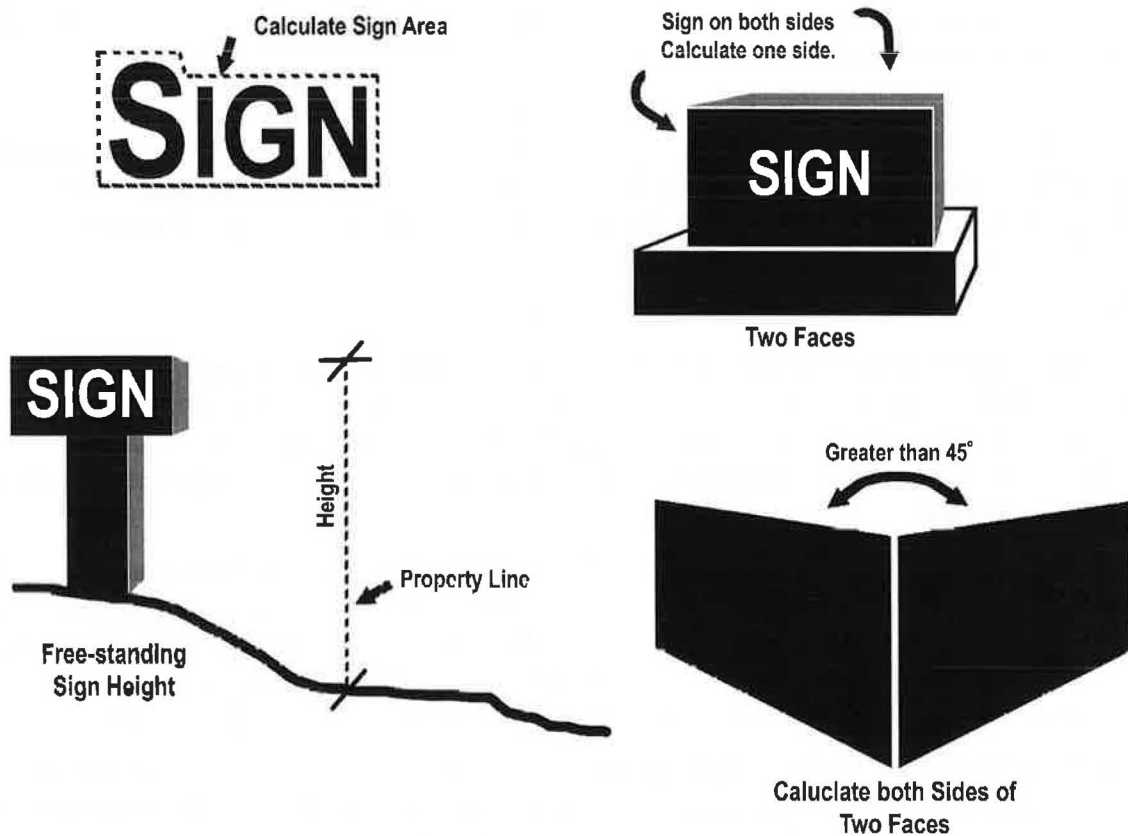 Calculate Sign Area
SIGN
Sign on both sides
Calculate one side.
SIGN
Two Faces
SIGN
Height
Property Line
Free-standing
Sign Height
Greater than 45°
Caluclate both Sides of
Two Faces